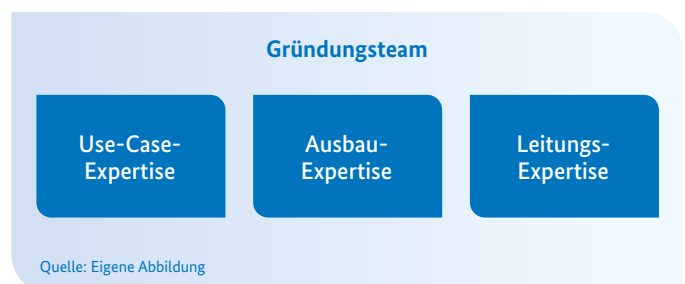 Gründungsteam
Use-Case-
Expertise
Ausbau-
Expertise
Leitungs-
Expertise
Quelle: Eigene Abbildung